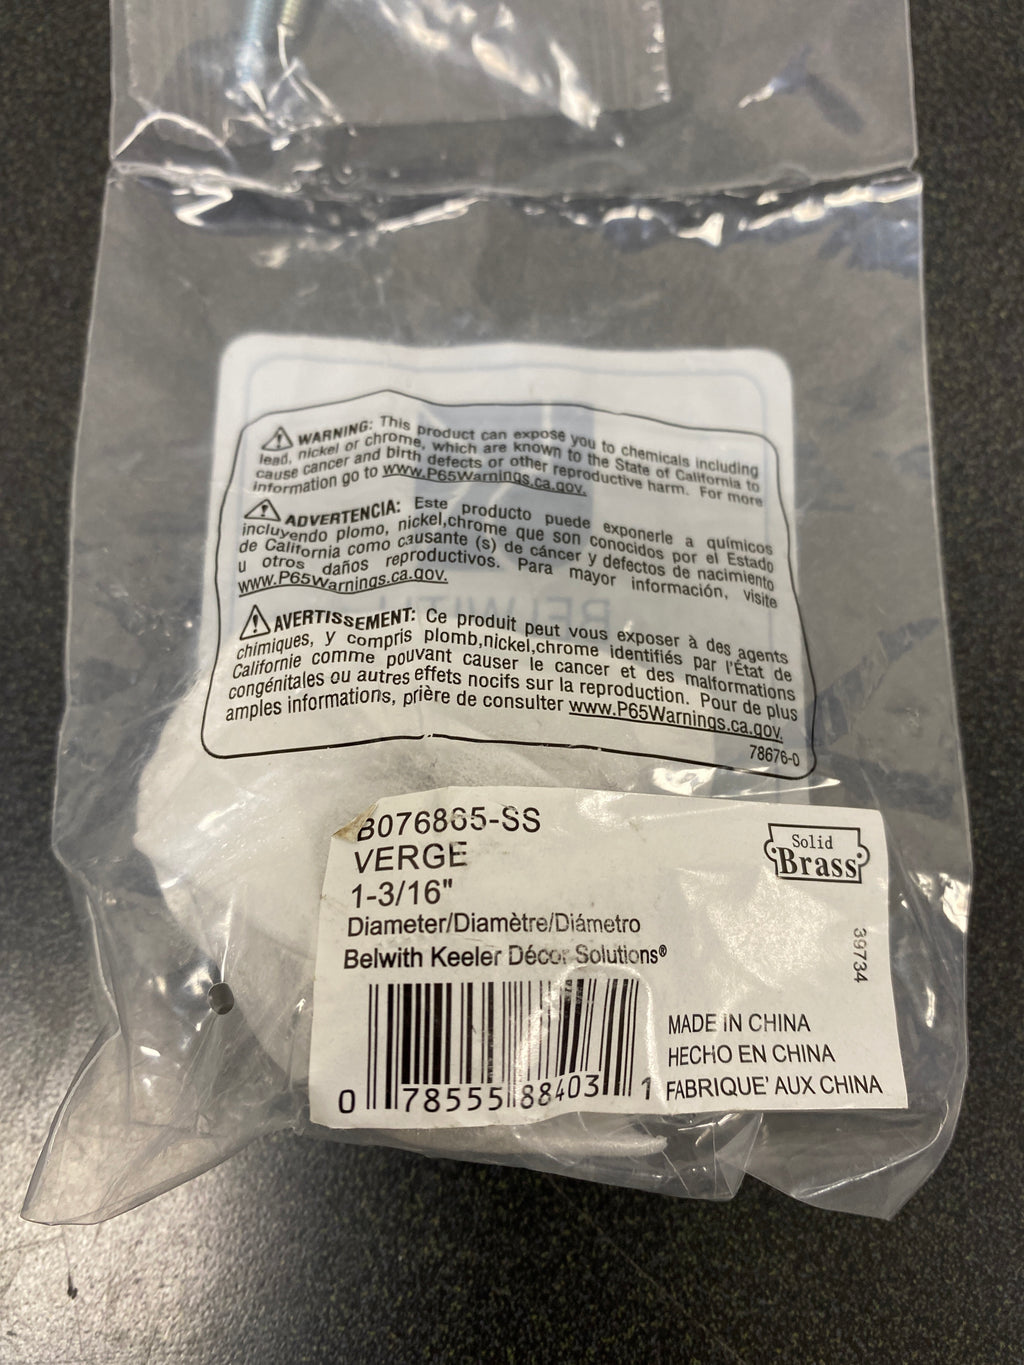 WARNING: This product can expose you to chemicals including
lead, nickel or chrome, which are known to the State of California to
cause cancer and birth defects or other reproductive harm. For more
information go to www.P65Warnings.ca.gov.
ADVERTENCIA: Este producto puede exponerle a químicos
incluyendo plomo, nickel,chrome que son conocidos por el Estado
de California como causante (s) de cáncer y defectos de nacimiento
u otros daños reproductivos. Para mayor información, visite
www.P65Warnings.ca.gov.
AVERTISSEMENT: Ce produit peut vous exposer à des agents
chimiques, y compris plomb,nickel,chrome identifiés par l'État de
Californie comme pouvant causer le cancer et des malformations
congénitales ou autres effets nocifs sur la reproduction. Pour de plus
amples informations, prière de consulter www.P65Warnings.ca.gov.
78676-0
B076865-SS
VERGE
1-3/16"
Diameter/Diamètre/Diámetro
Belwith Keeler Décor Solutions®
Solid
Brass
39734
MADE IN CHINA
HECHO EN CHINA
FABRIQUE' AUX CHINA
0 78555 88403 1
BELWITH